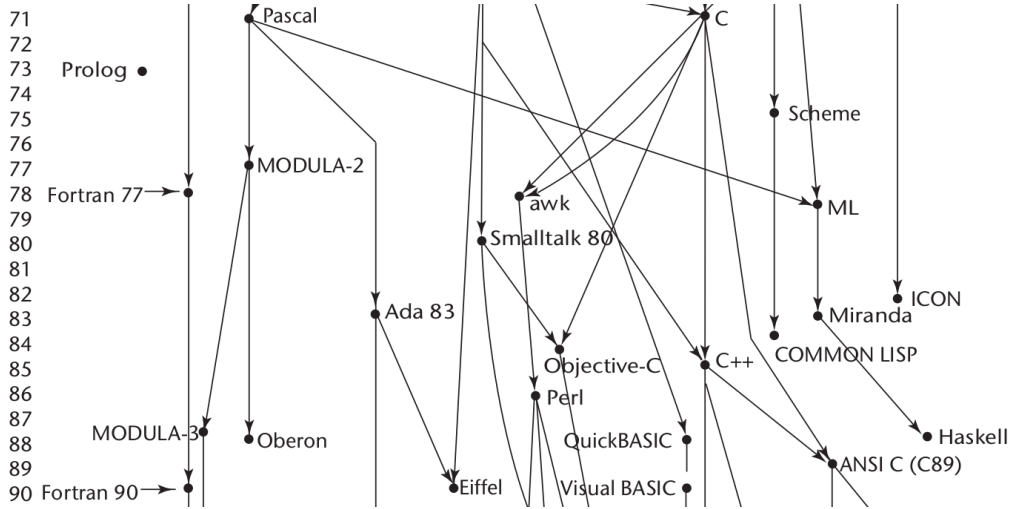 71
Pascal
C
72
73
Prolog
74
75
Scheme
76
77
MODULA-2
78
Fortran 77
awk
ML
79
80
Smalltalk 80
81
82
ICON
83
Ada 83
Miranda
84
COMMON LISP
85
Objective-C
C++
86
Perl
87
MODULA-3
88
Oberon
QuickBASIC
Haskell
89
ANSI C (C89)
90
Fortran 90
Eiffel
Visual BASIC